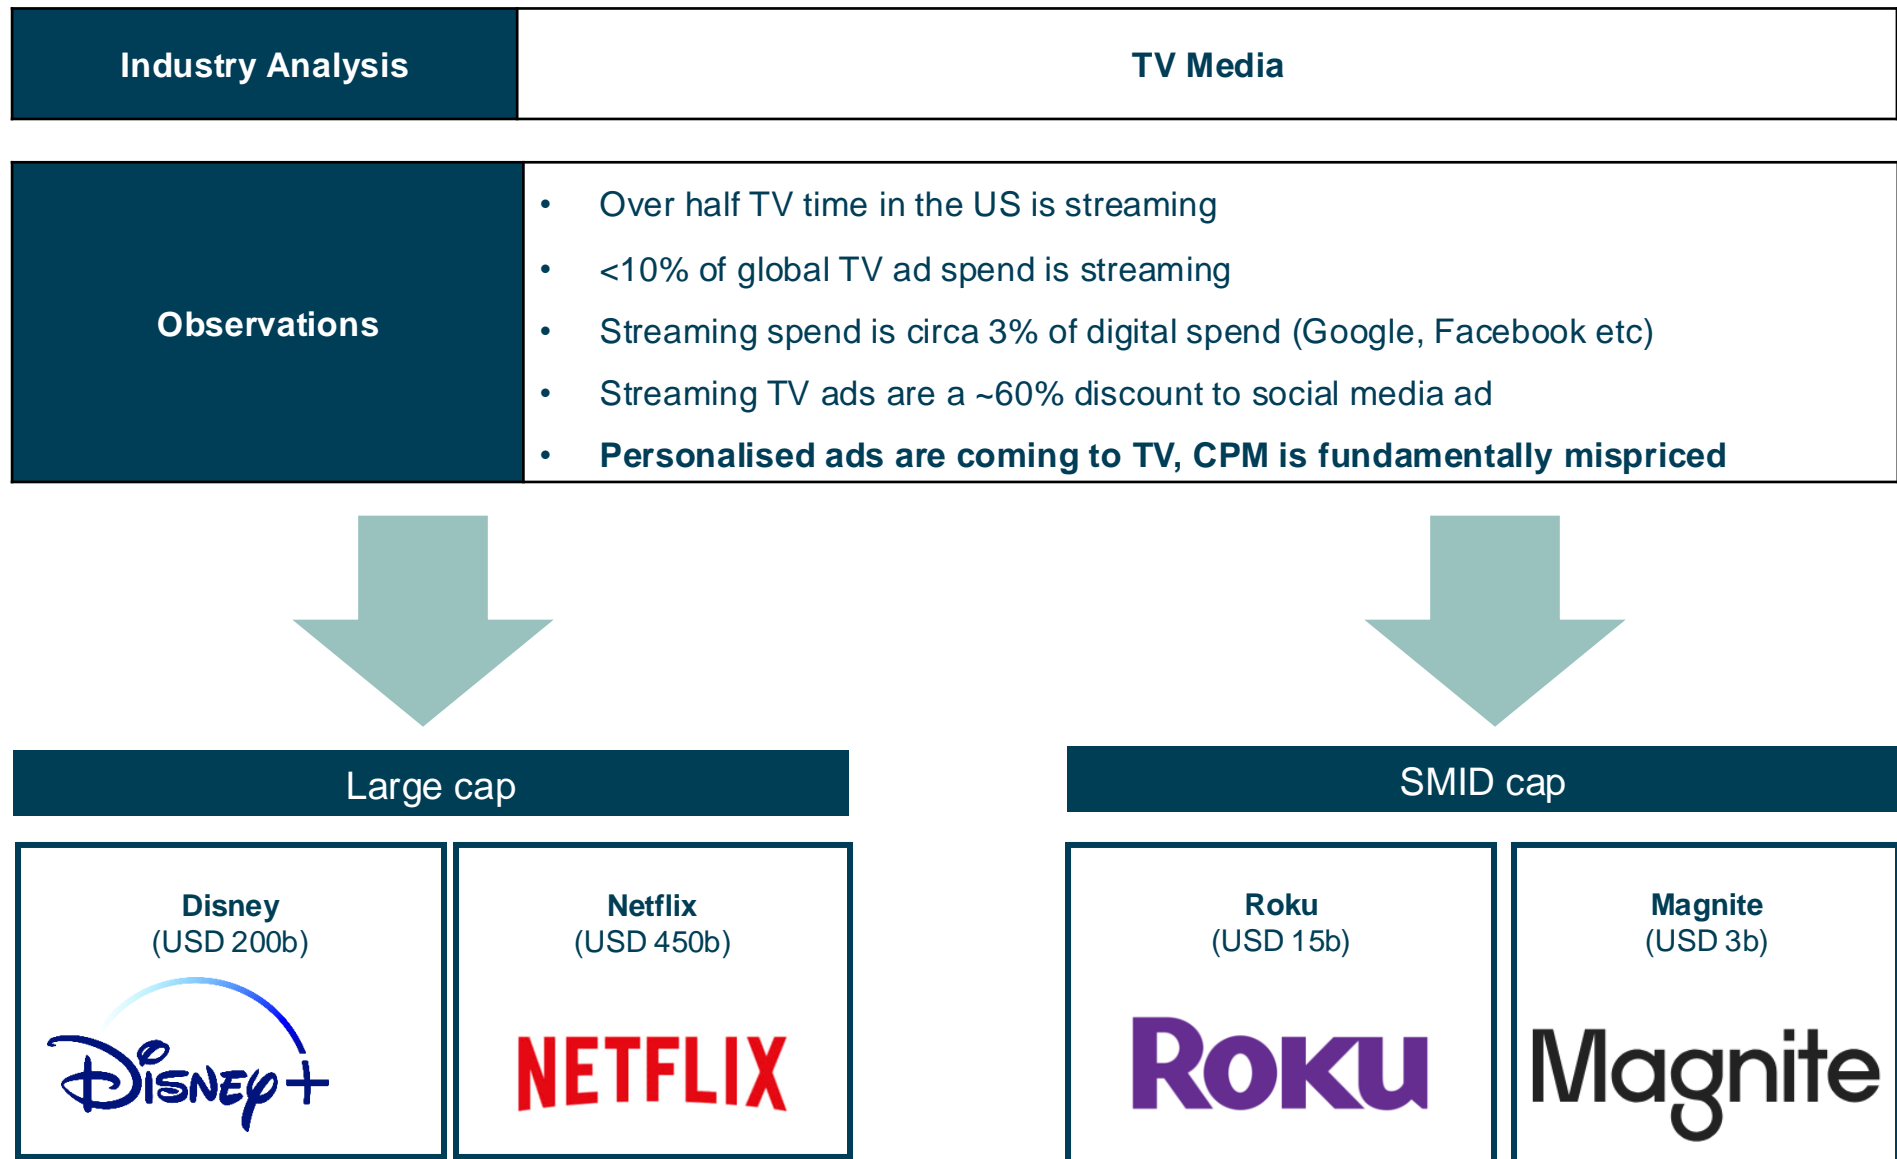 Industry Analysis
TV Media
Observations
• Over half TV time in the US is streaming
• <10% of global TV ad spend is streaming
• Streaming spend is circa 3% of digital spend (Google, Facebook etc)
• Streaming TV ads are a ~60% discount to social media ad
• Personalised ads are coming to TV, CPM is fundamentally mispriced
Large cap
SMID cap
Disney
(USD 200b)
Disney+
Netflix
(USD 450b)
NETFLIX
Roku
(USD 15b)
ROKU
Magnite
(USD 3b)
Magnite